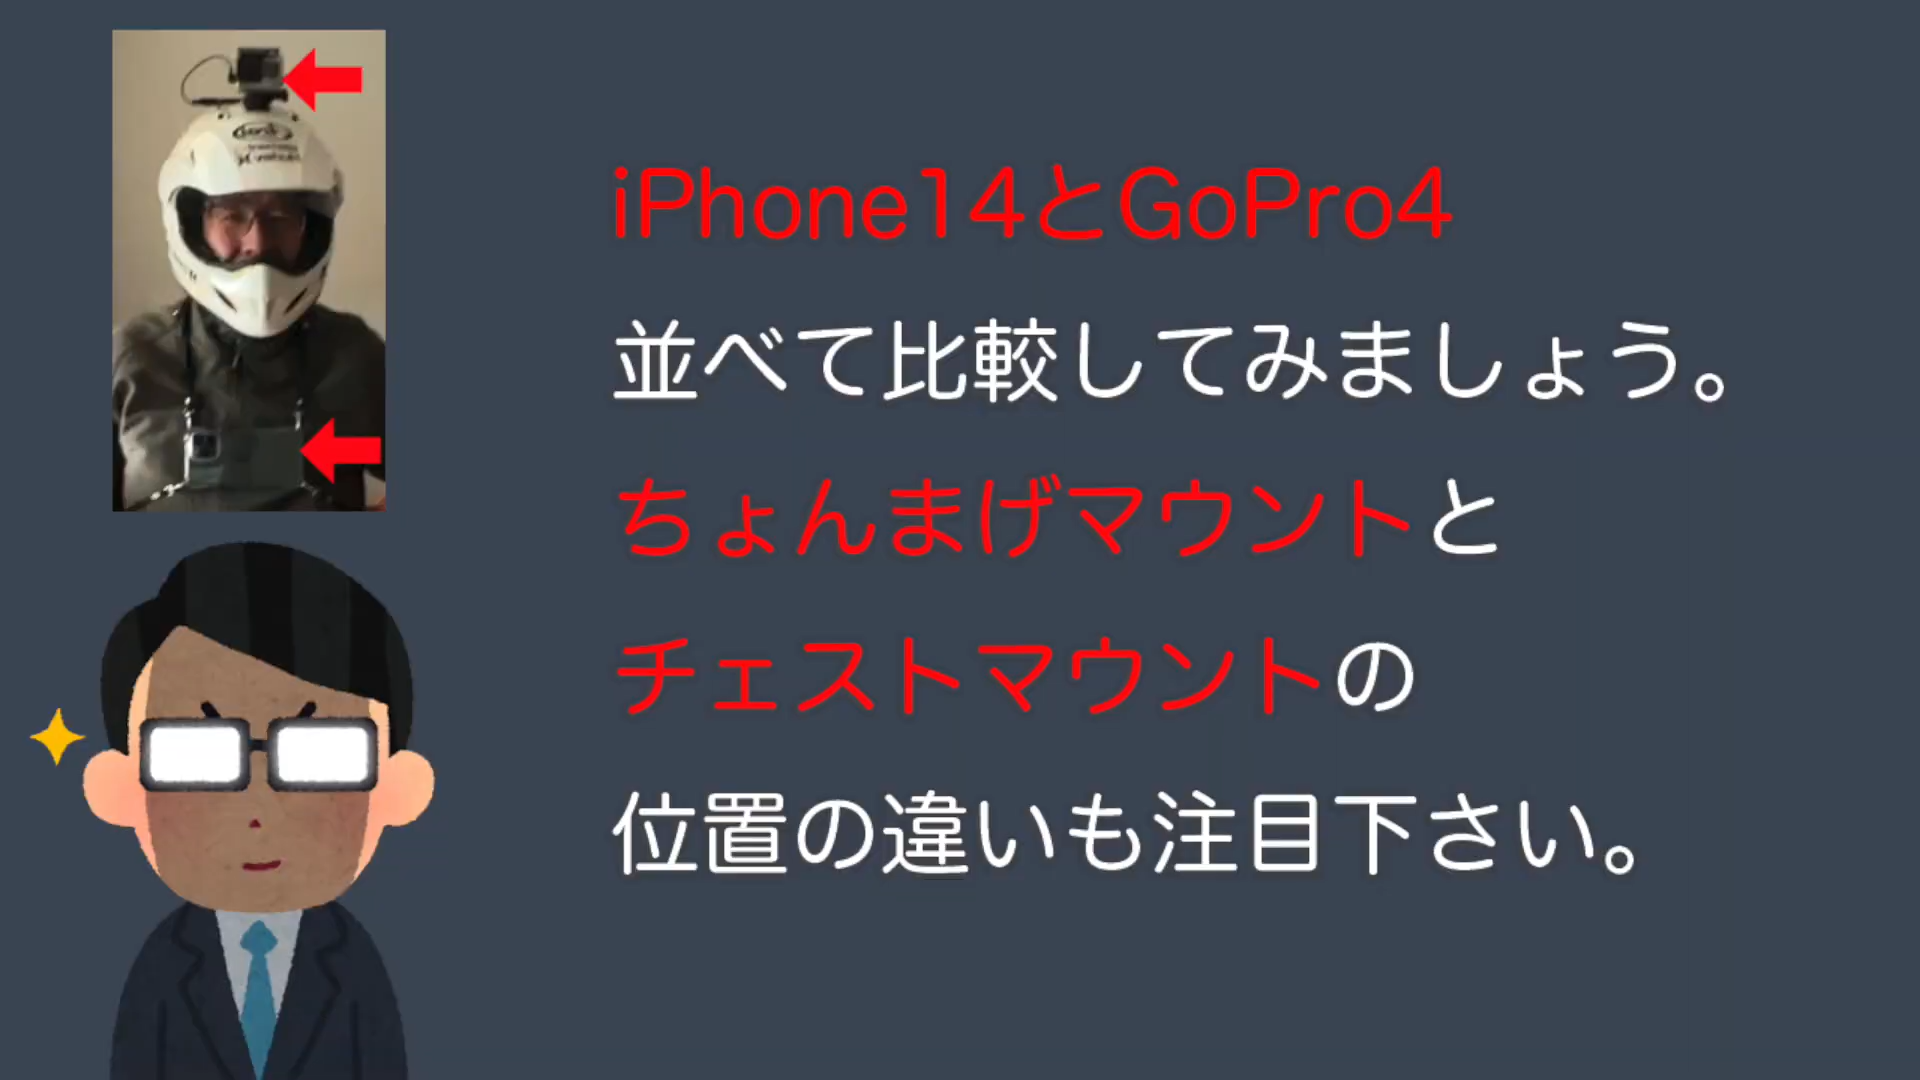 iPhone14とGoPro4
並べて比較してみましょう。
ちょんまげマウントと
チェストマウントの
位置の違いも注目下さい。
Arai